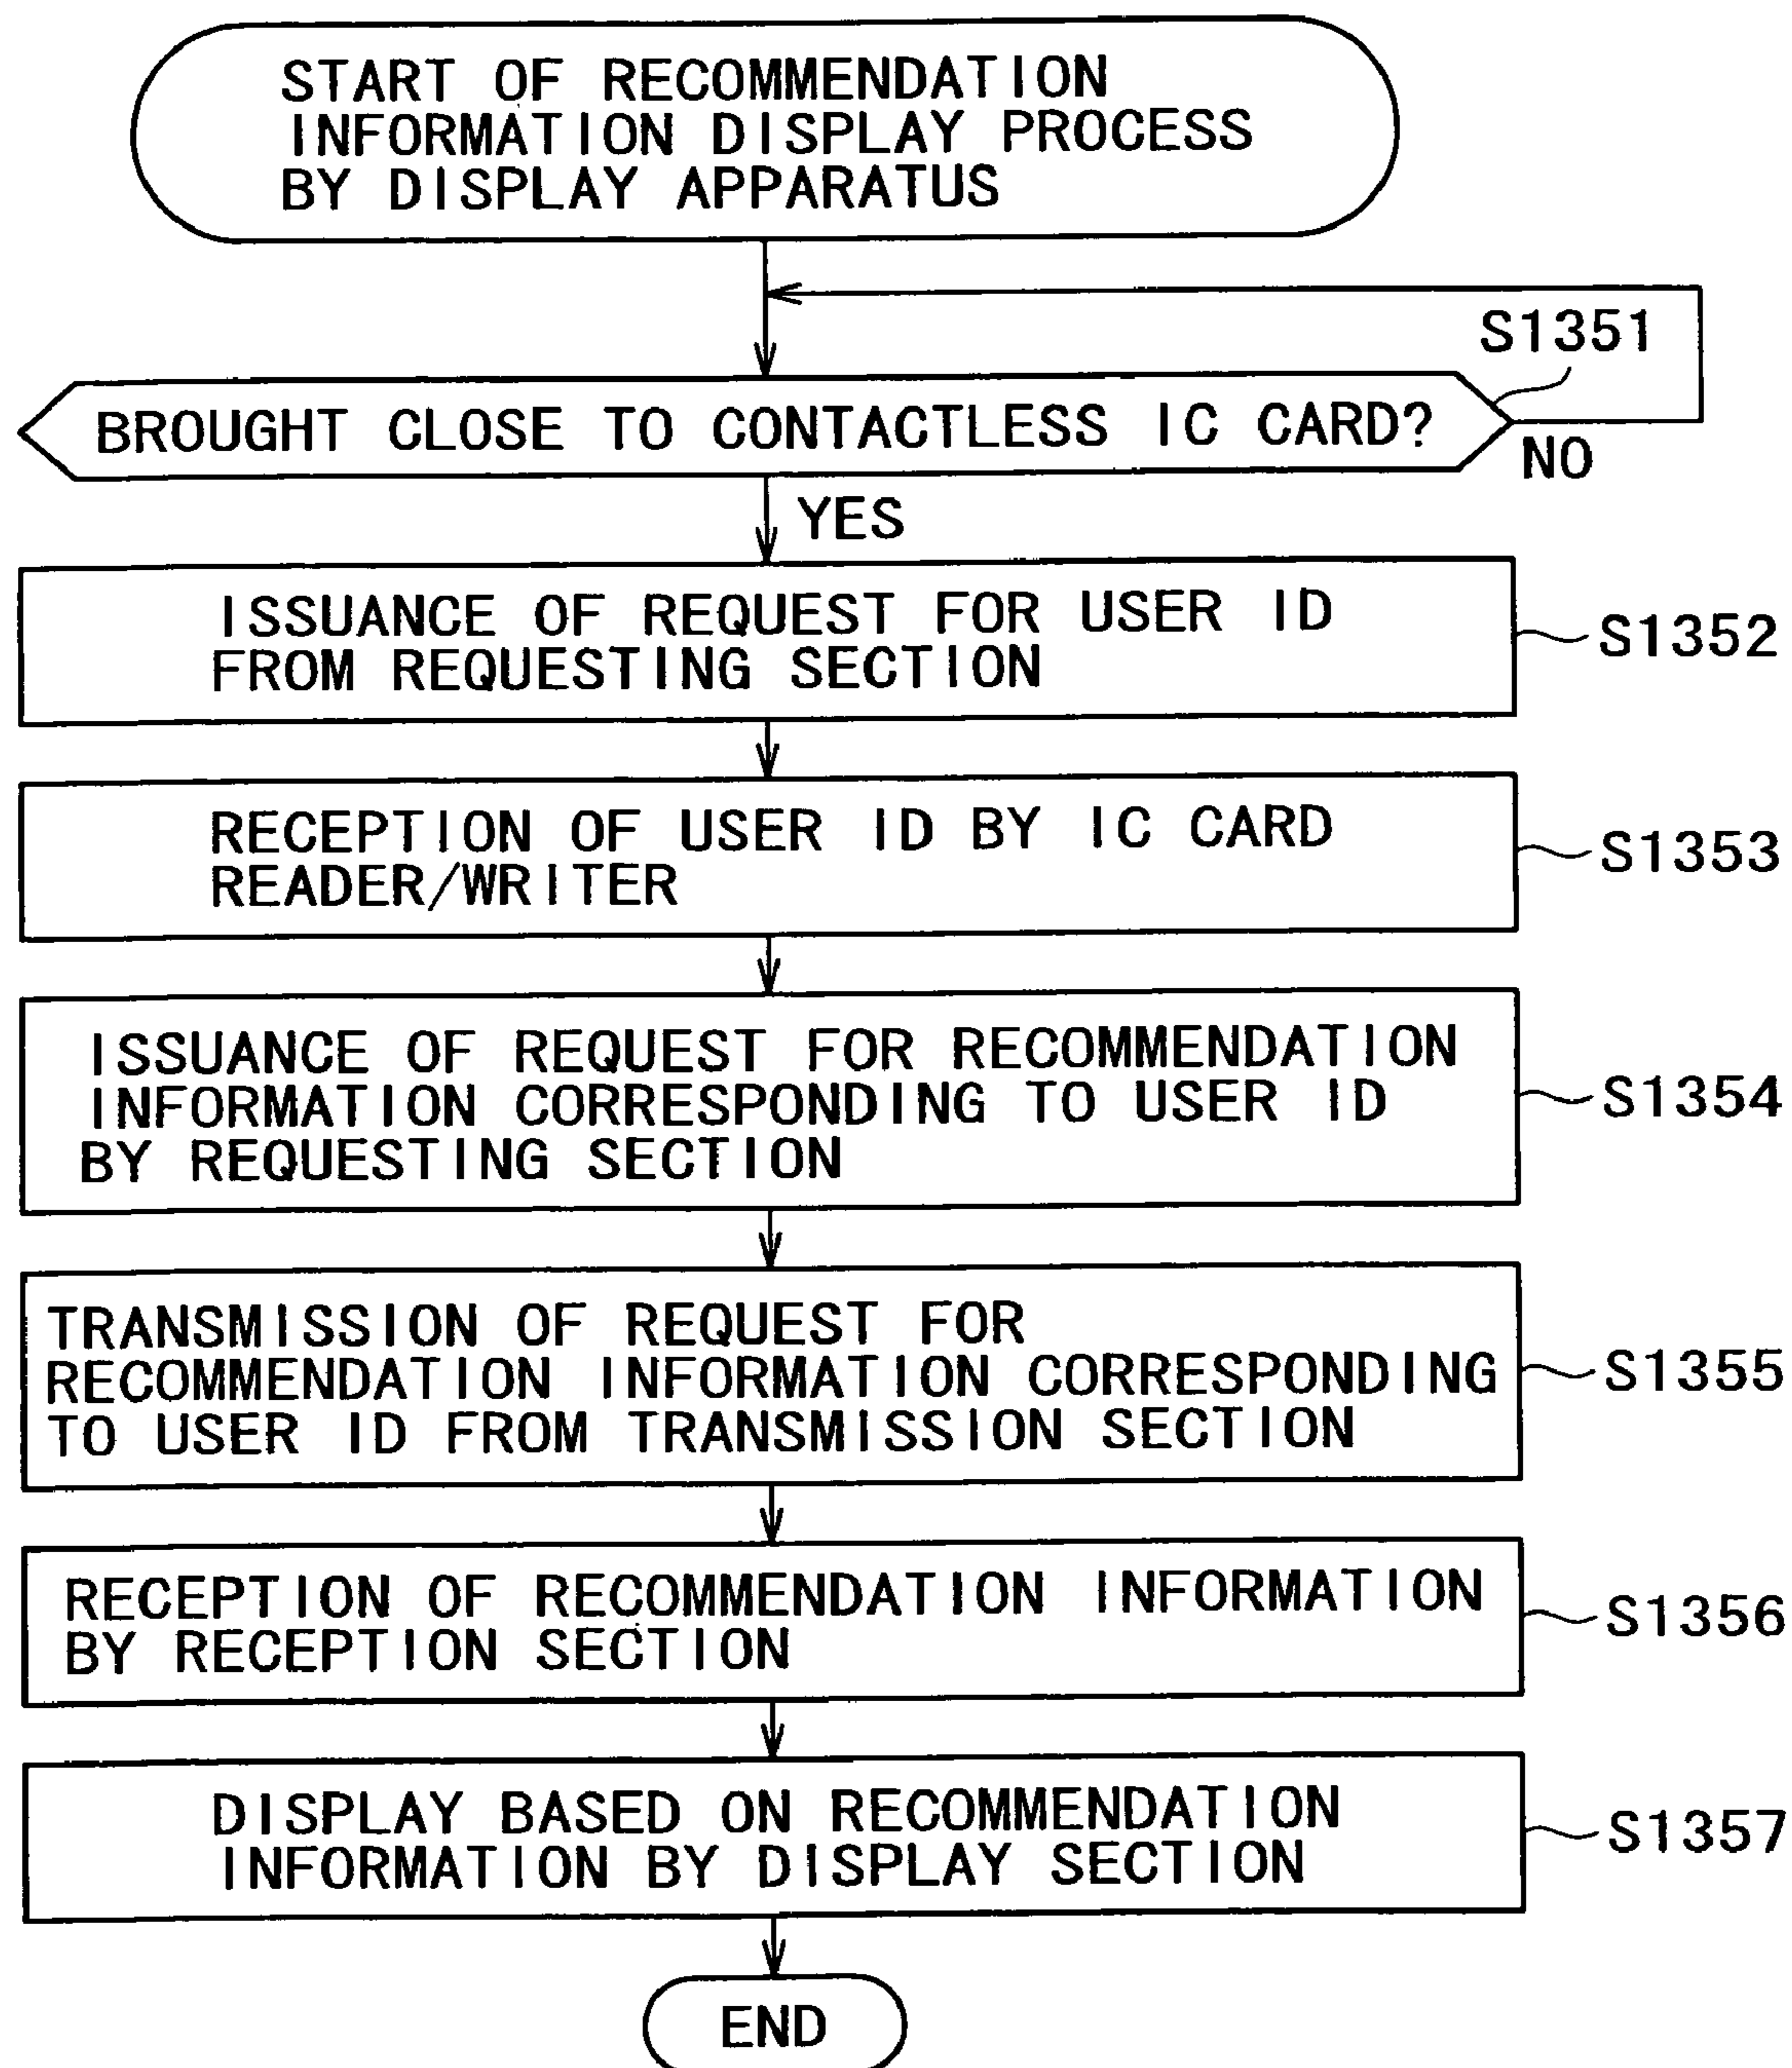 START OF RECOMMENDATION
INFORMATION DISPLAY PROCESS
BY DISPLAY APPARATUS
S1351
BROUGHT CLOSE TO CONTACTLESS IC CARD?
NO
YES
ISSUANCE OF REQUEST FOR USER ID
FROM REQUESTING SECTION
S1352
RECEPTION OF USER ID BY IC CARD
READER/WRITER
S1353
ISSUANCE OF REQUEST FOR RECOMMENDATION
INFORMATION CORRESPONDING TO USER ID
BY REQUESTING SECTION
S1354
TRANSMISSION OF REQUEST FOR
RECOMMENDATION INFORMATION CORRESPONDING
TO USER ID FROM TRANSMISSION SECTION
S1355
RECEPTION OF RECOMMENDATION INFORMATION
BY RECEPTION SECTION
S1356
DISPLAY BASED ON RECOMMENDATION
INFORMATION BY DISPLAY SECTION
S1357
END